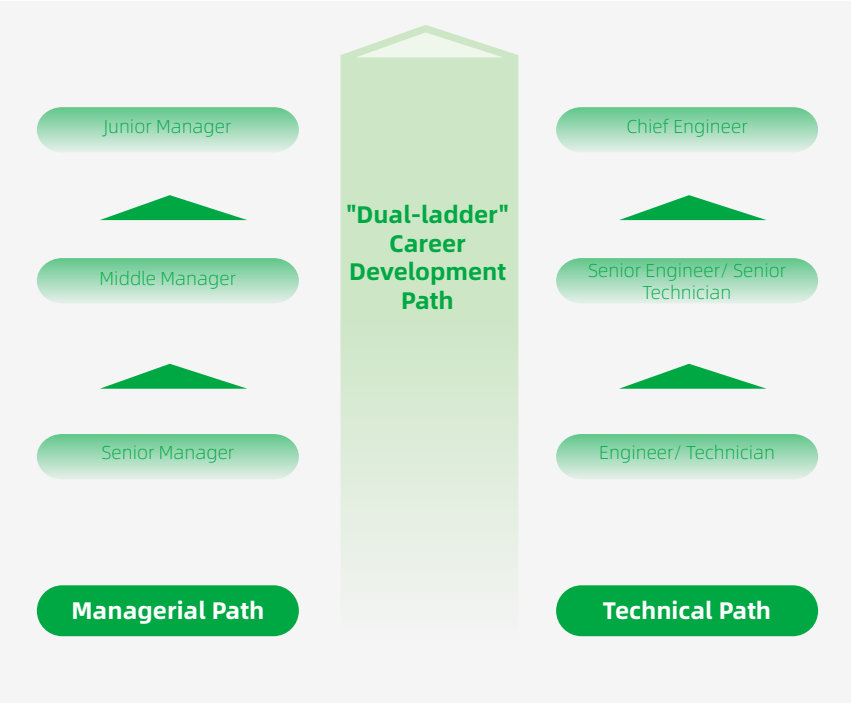 Junior Manager
Middle Manager
Senior Manager
Managerial Path
"Dual-ladder"
Career
Development
Path
Chief Engineer
Senior Engineer/ Senior
Technician
Engineer/ Technician
Technical Path